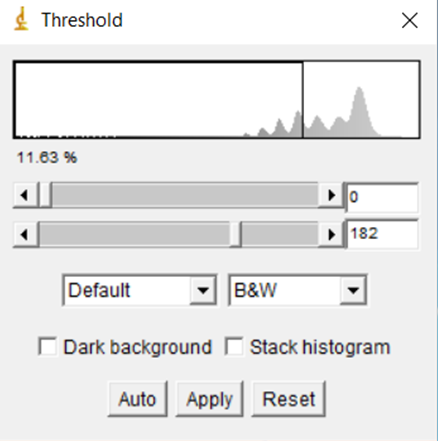 Threshold
11.63 %
0
182
Default B&W
Dark background Stack histogram
Auto Apply Reset